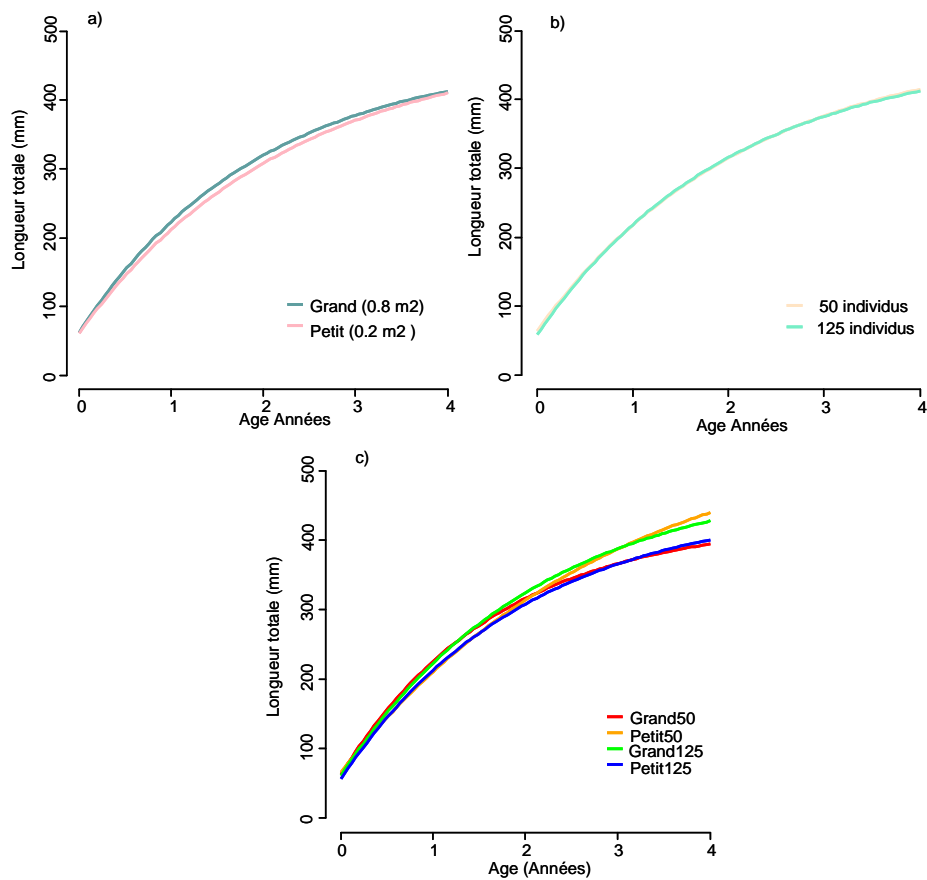 a)
500
400
300
200
100
0
Longueur totale (mm)
Grand (0.8 m2)
Petit (0.2 m2 )
0 1 2 3 4
Age Années
b)
500
400
300
200
100
0
Longueur totale (mm)
50 individus
125 individus
0 1 2 3 4
Age Années
c)
500
400
300
200
100
0
Longueur totale (mm)
Grand50
Petit50
Grand125
Petit125
0 1 2 3 4
Age (Années)